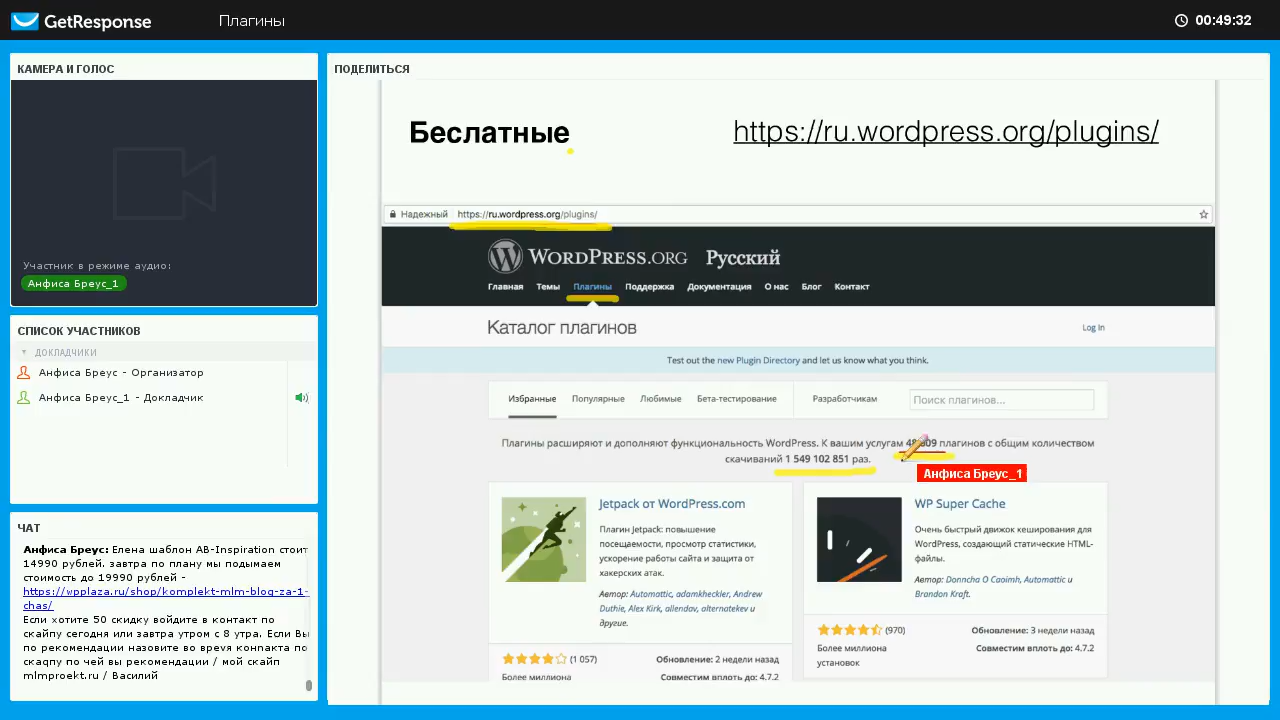 GetResponse
Плагины
00:49:32
КАМЕРА И ГОЛОС
Участник в режиме аудио:
Анфиса Бреус_1
СПИСОК УЧАСТНИКОВ
ДОКЛАДЧИКИ
Анфиса Бреус - Организатор
Анфиса Бреус_1 - Докладчик
ЧАТ
Анфиса Бреус: Елена шаблон AB-Inspiration стоит
14990 рублей. завтра по плану мы подымаем
стоимость до 19990 рублей -
https://wpplaza.ru/shop/komplekt-mlm-blog-za-1-
chas/
Если хотите 50 скидку войдите в контакт по
скайпу сегодня или завтра утром с 8 утра. Если Вы
по рекомендации назовите во время контакта по
скайпу по чей вы рекомендации / мой скайп
mlmproekt.ru / Василий
ПОДЕЛИТЬСЯ
Беслатные
https://ru.wordpress.org/plugins/
Надежный
https://ru.wordpress.org/plugins/
WORDPRESS.ORG Русский
Главная Темы Плагины Поддержка Документация О нас Блог Контакт
Каталог плагинов
Log In
Test out the new Plugin Directory and let us know what you think.
Избранные Популярные Любимые Бета-тестирование Разработчикам Поиск плагинов...
Плагины расширяют и дополняют функциональность WordPress. К вашим услугам плагинов с общим количеством
скачиваний 1 549 102 851 раз.
Анфиса Бреус_1
Jetpack от WordPress.com
Плагин Jetpack: повышение
посещаемости, просмотр статистики,
ускорение работы сайта и защита от
хакерских атак.
Автор: Automattic, adamkheckler, Andrew
Duthie, Alex Kirk, allendav, alternatekev и
другие.
(1 057)
Обновление: 2 недели назад
Более миллиона
Совместим вплоть до: 4.7.2
WP Super Cache
Очень быстрый движок кеширования для
WordPress, создающий статические HTML-
файлы.
Автор: Donncha O Caoimh, Automattic и
Brandon Kraft.
(970)
Обновление: 3 недели назад
Более миллиона
установок
Совместим вплоть до: 4.7.2